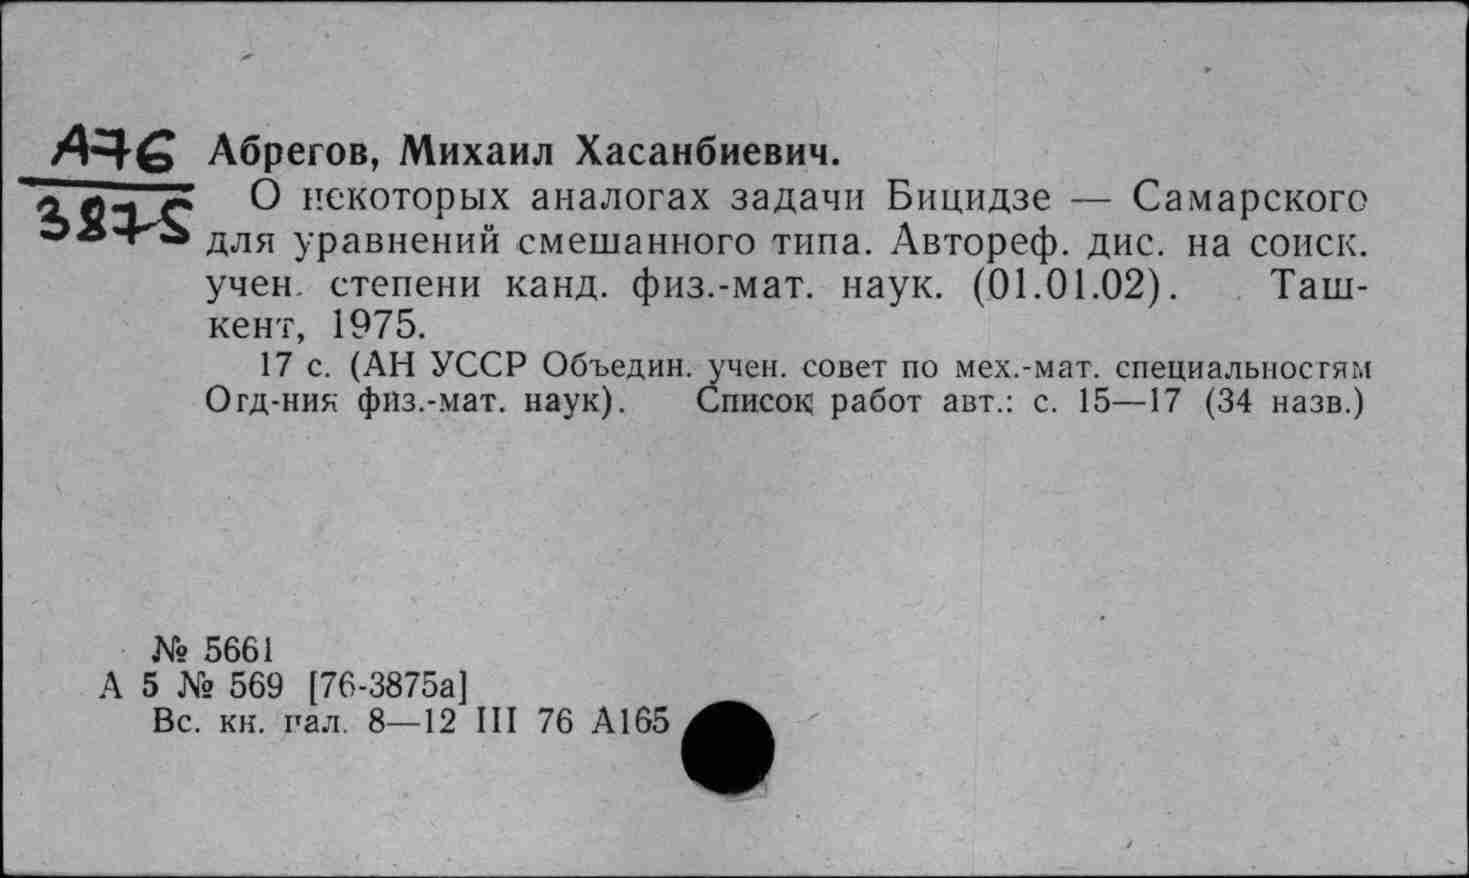 А76
3875
Абрегов, Михаил Хасанбиевич.
О некоторых аналогах задачи Бицидзе — Самарского
для уравнений смешанного типа. Автореф. дис. на соиск.
учен. степени канд. физ.-мат. наук. (01.01.02). Таш-
кент, 1975.
17 с. (АН УССР Объедин. учен. совет по мех.-мат. специальностям
Отд-ния физ.-мат. наук). Список работ авт.: с. 15—17 (34 назв.)
№ 5661
А 5 № 569 [76-3875а]
Вс. кн. пал. 8—12 III 76 А165